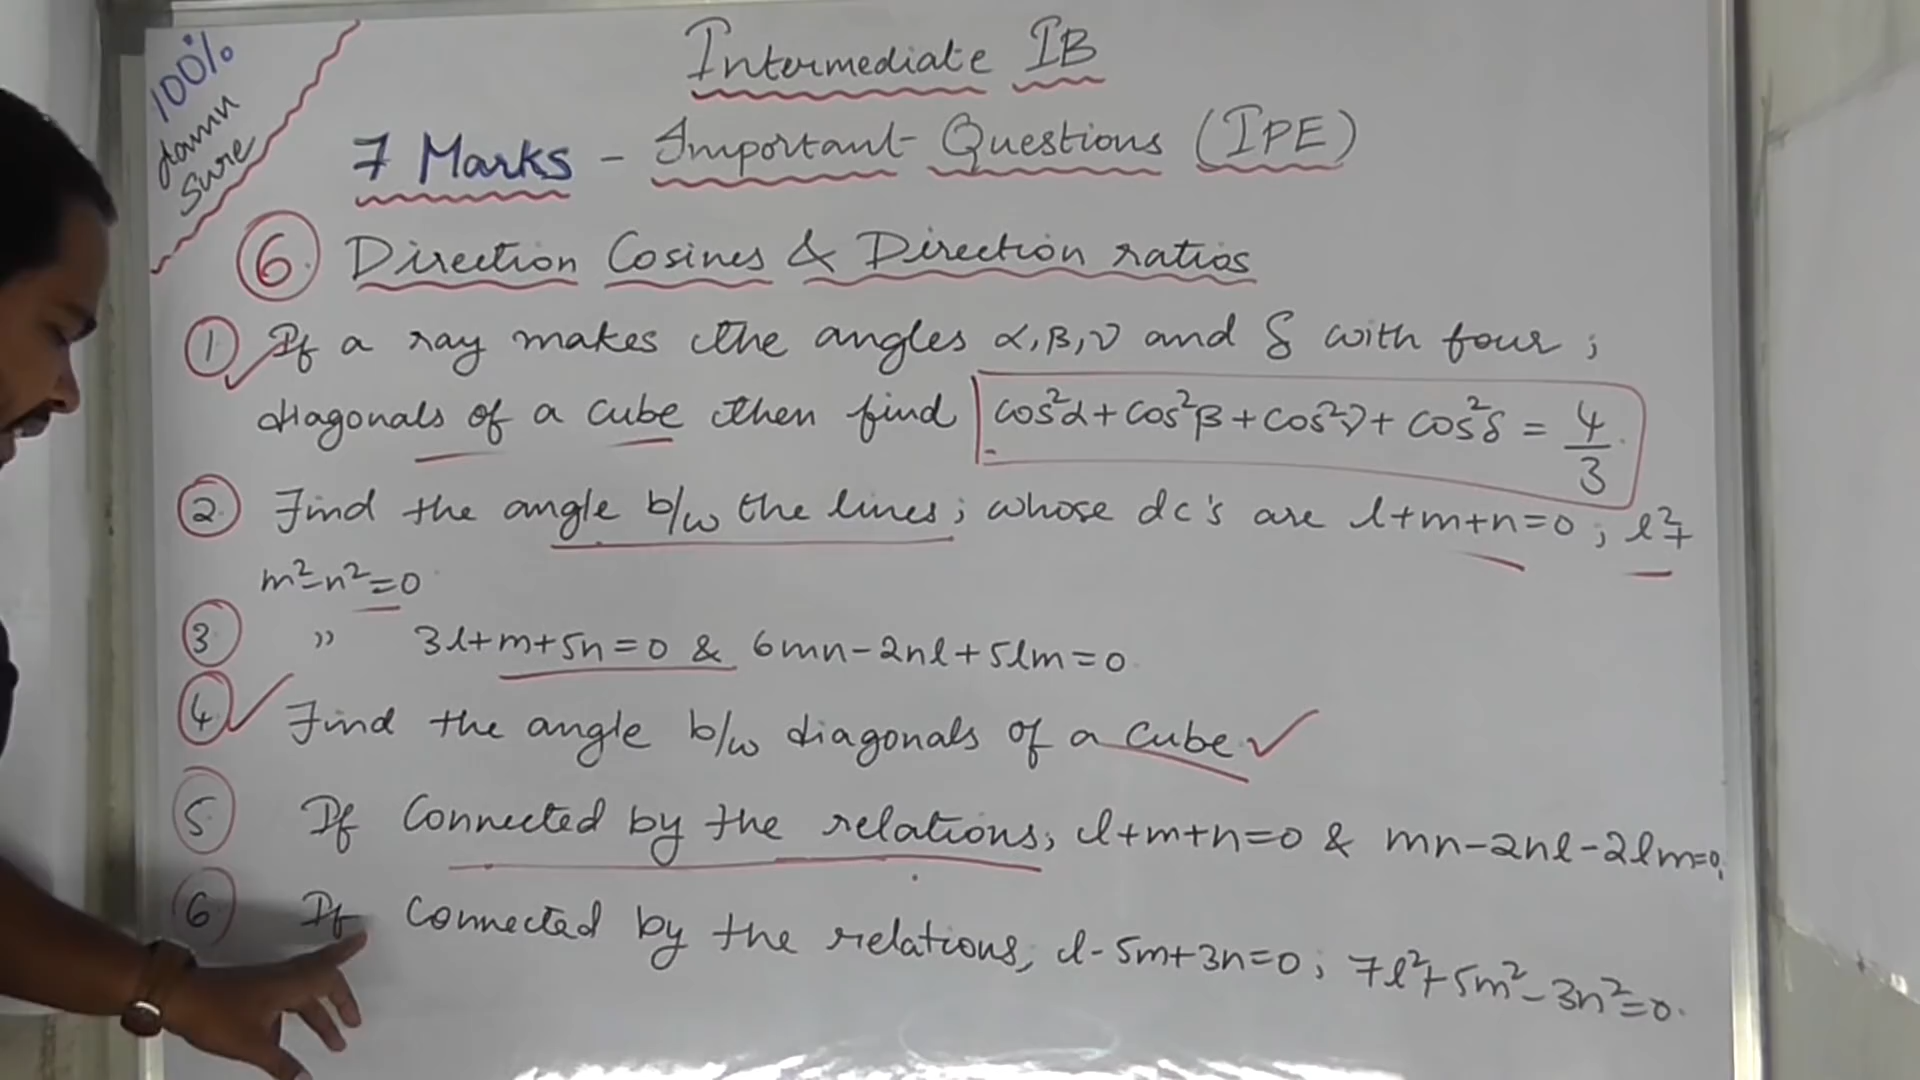 100%
damn
sure
Intermediate IB
7 Marks - Important Questions (IPE)
6 Direction Cosines & Direction ratios
1 If a ray makes the angles α, β, ν and δ with four ;
diagonals of a cube then find cos²α + cos²β + cos²ν + cos²δ = 4/3.
2 Find the angle b/w the lines; whose dc's are l+m+n=0 ; l²+
m²-n²=0
3 " 3l+m+5n=0 & 6mn-2nl+5lm=0
4 Find the angle b/w diagonals of a cube
5. If Connected by the relations, l+m+n=0 & mn-2nl-2lm=0,
6 If Connected by the relations, l-5m+3n=0 ; 7l²+5m²-3n²=0.